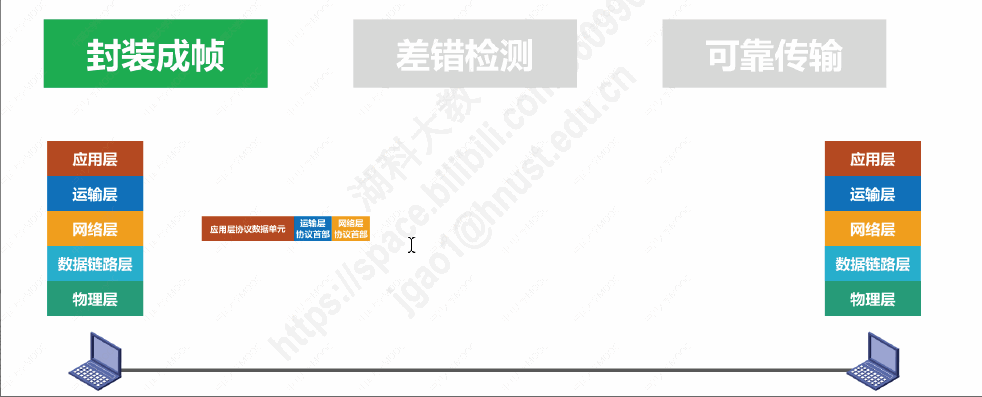 封装成帧
差错检测
可靠传输
应用层
运输层
网络层
数据链路层
物理层
应用层协议数据单元
运输层
协议首部
网络层
协议首部
应用层
运输层
网络层
数据链路层
物理层
湖科大教
https://space.bilibili.com
jgao1@hnust.edu.cn